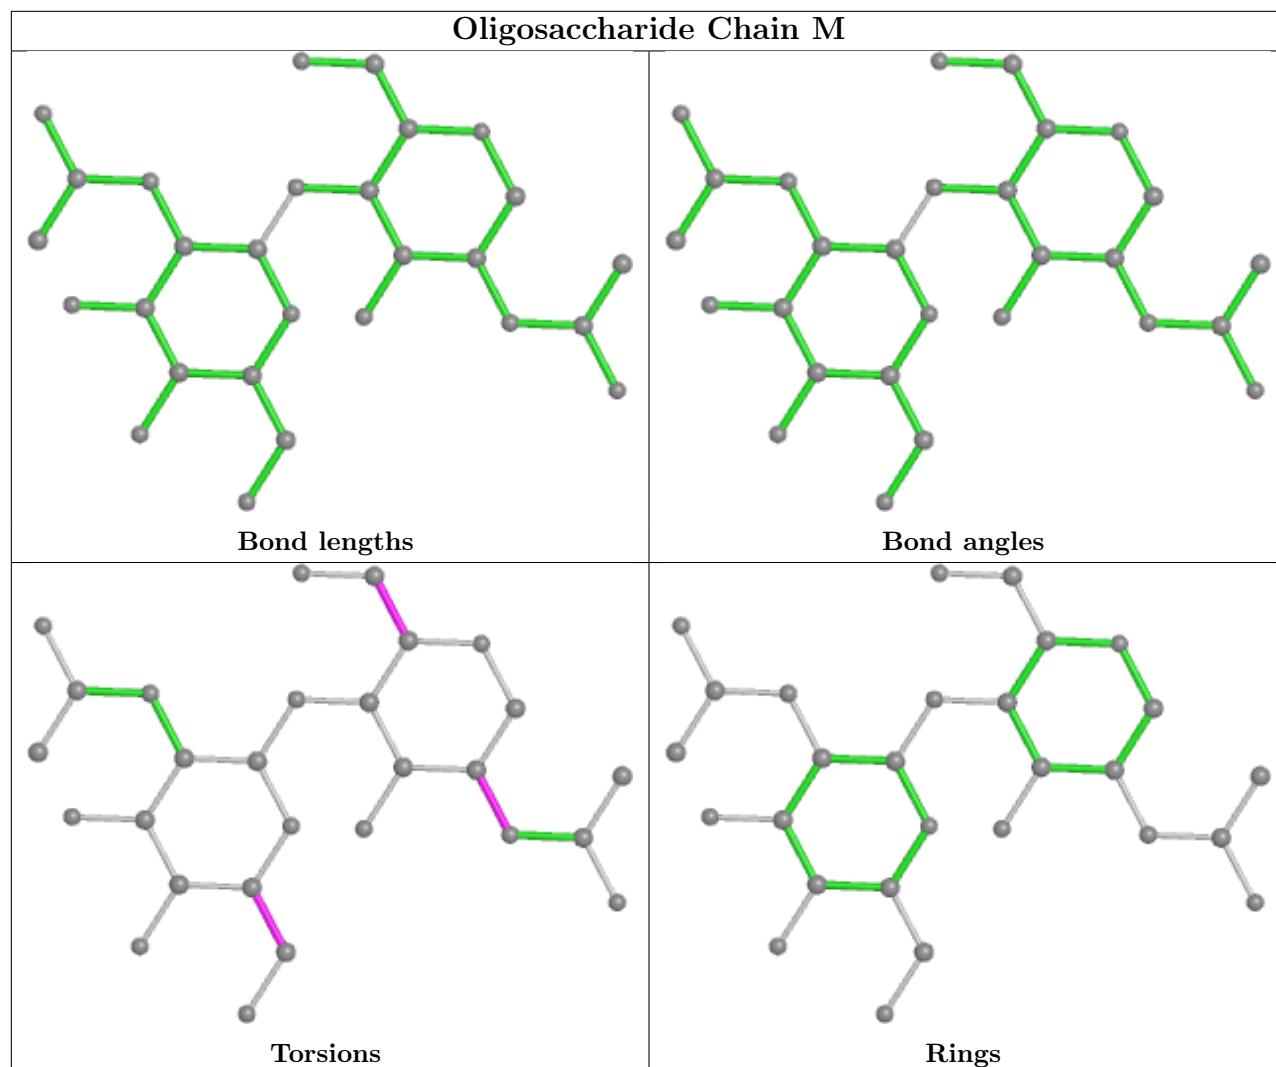 Oligosaccharide Chain M
Bond lengths
Bond angles
Torsions
Rings